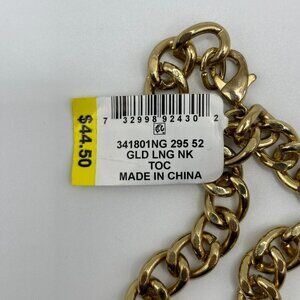 $44.50
7 32998 92430 2
341801NG 295 52
GLD LNG NK
TOC
MADE IN CHINA